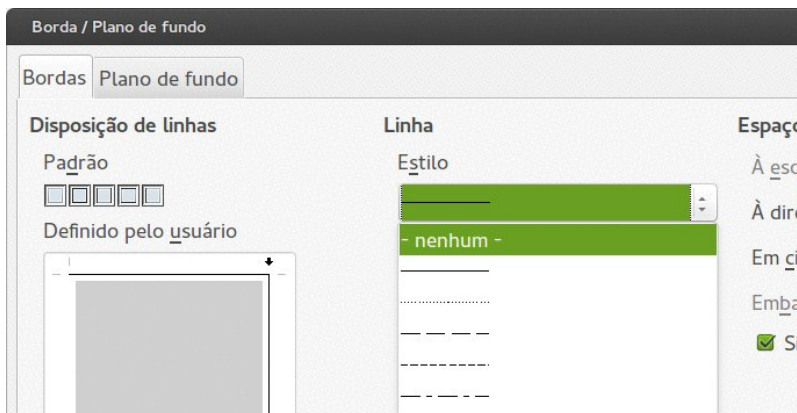 Borda / Plano de fundo
Bordas
Plano de fundo
Disposição de linhas
Padrão
Definido pelo usuário
Linha
Estilo
- nenhum -
À
À
Em